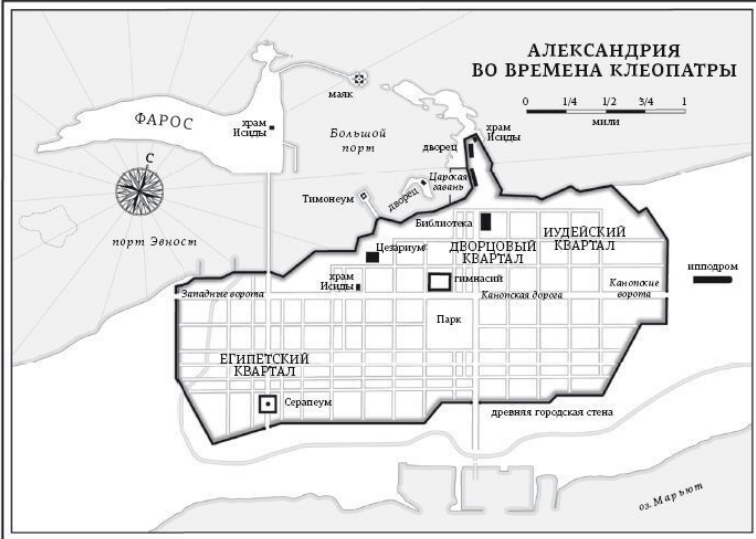 АЛЕКСАНДРИЯ
ВО ВРЕМЕНА КЛЕОПАТРЫ
0 1/4 1/2 3/4 1
мили
маяк
ФАРОС
храм
Исиды
Большой
порт
храм
Исиды
дворец
С
Царская
гавань
Тимонеум
дворец
порт Эвност
Библиотека
ИУДЕЙСКИЙ
КВАРТАЛ
Цезариум
ДВОРЦОВЫЙ
КВАРТАЛ
ипподром
храм
Исиды
гимнасий
Канопские
ворота
Западные ворота
Канопская дорога
Парк
ЕГИПЕТСКИЙ
КВАРТАЛ
Серапеум
древняя городская стена
оз. Марьют